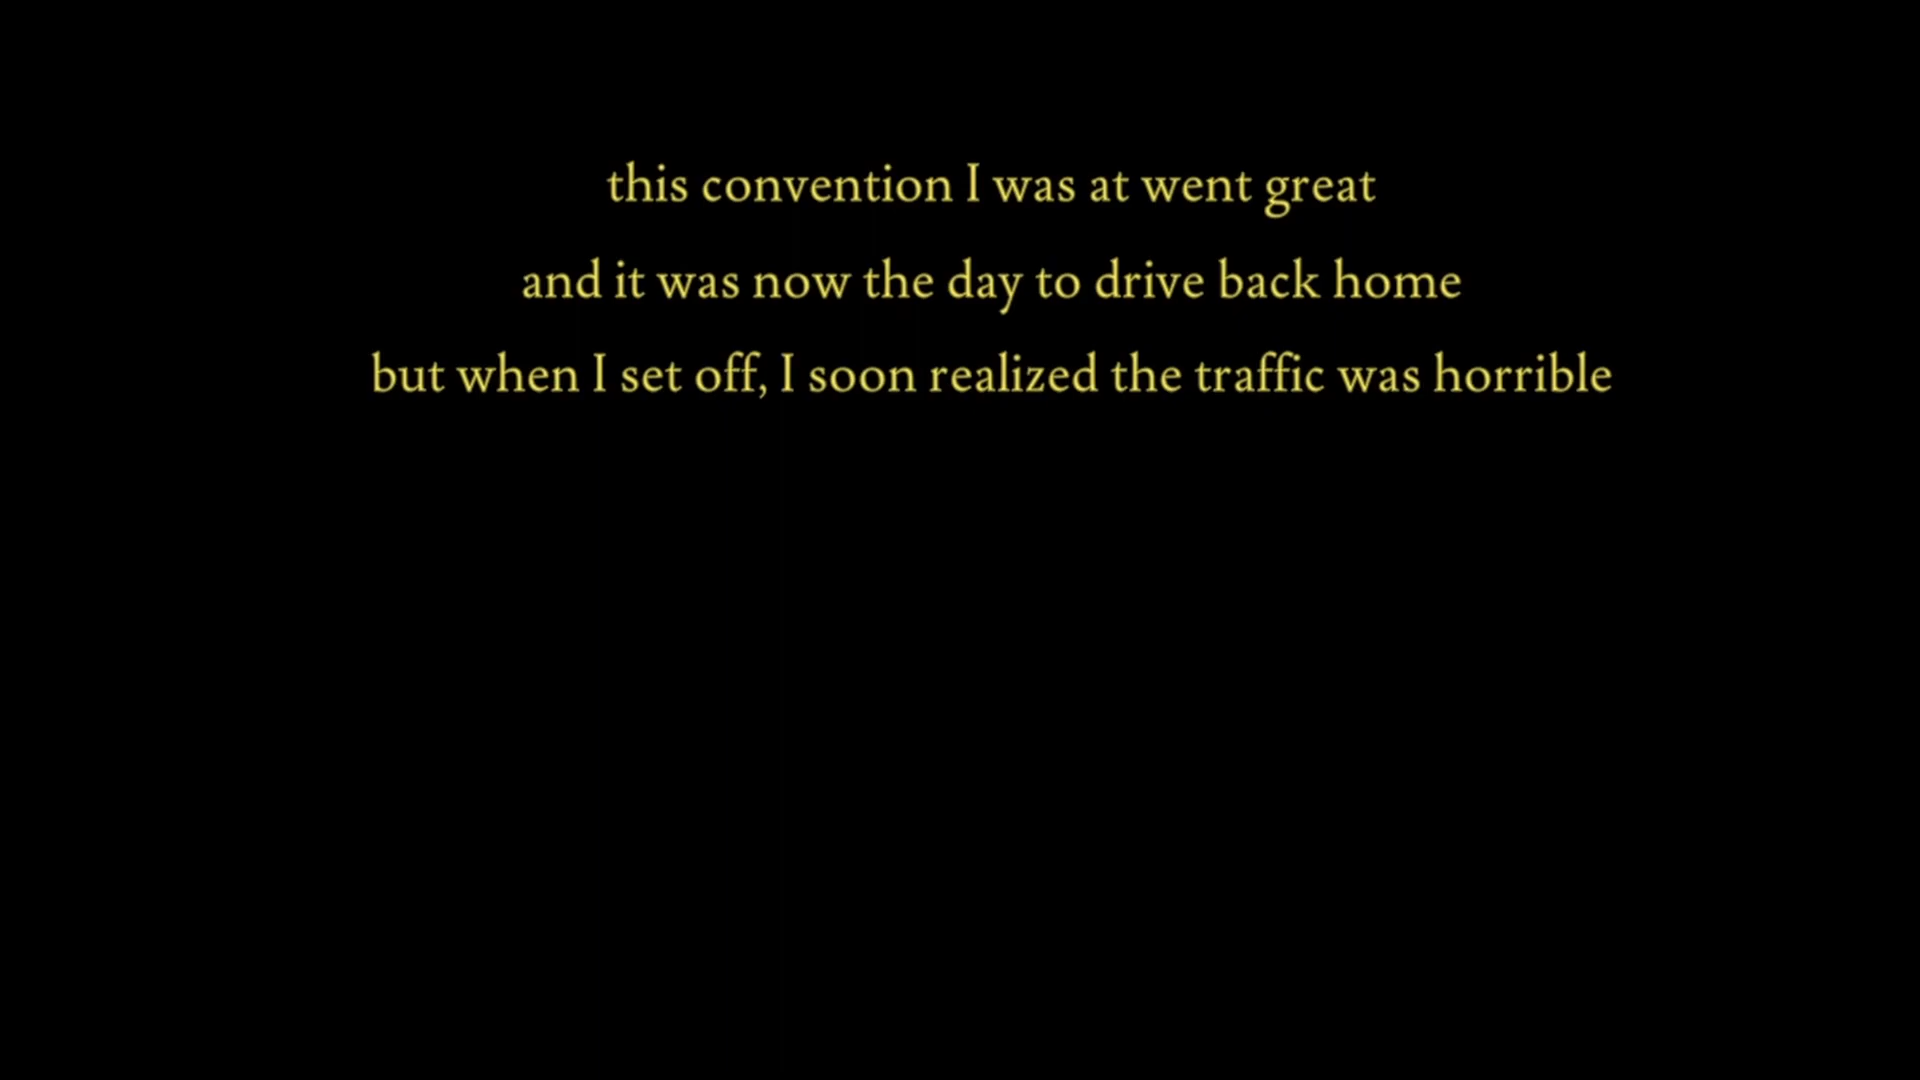 this convention I was at went great
and it was now the day to drive back home
but when I set off, I soon realized the traffic was horrible